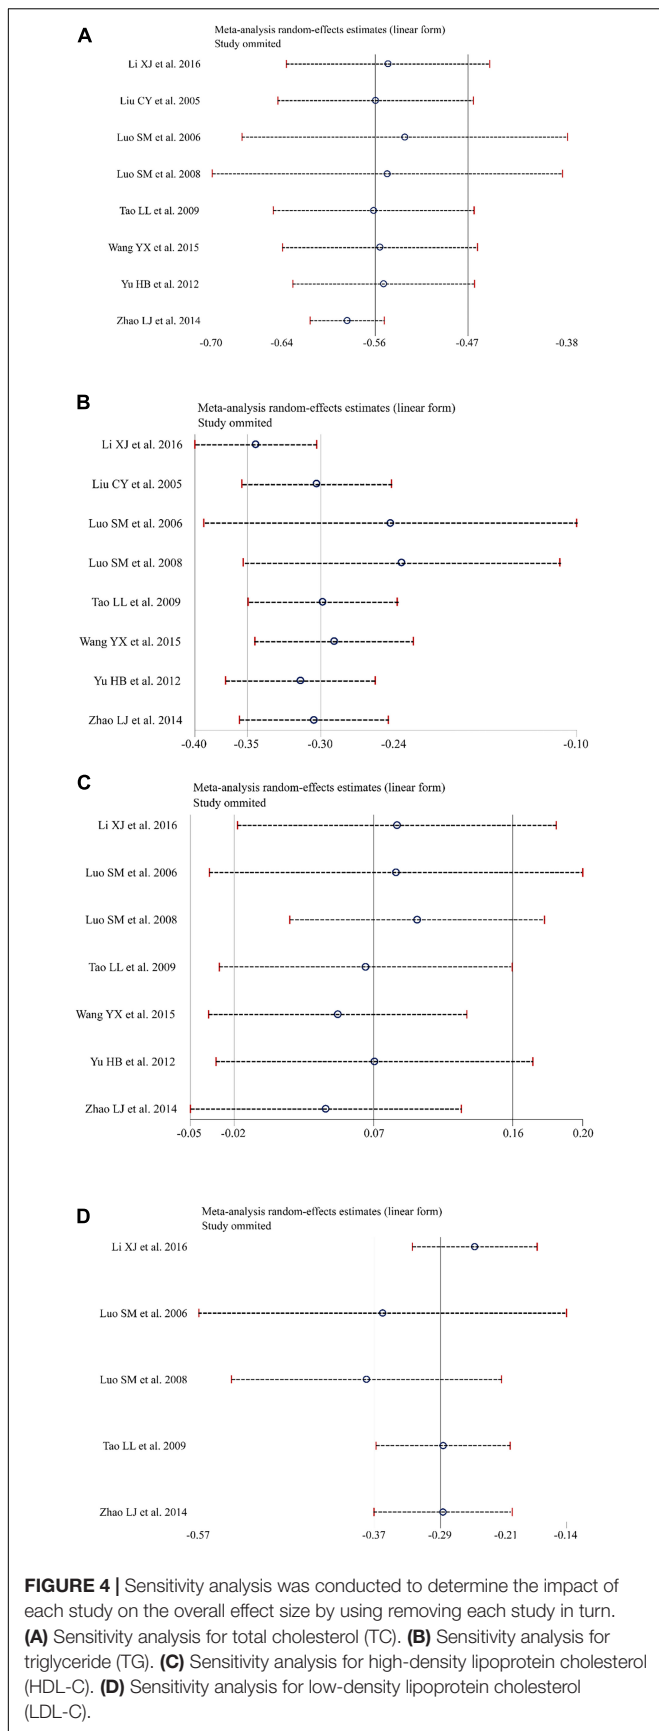 A
Meta-analysis random-effects estimates (linear form)
Study ommited
Li XJ et al. 2016
Liu CY et al. 2005
Luo SM et al. 2006
Luo SM et al. 2008
Tao LL et al. 2009
Wang YX et al. 2015
Yu HB et al. 2012
Zhao LJ et al. 2014
-0.70 -0.64 -0.56 -0.47 -0.38
B
Meta-analysis random-effects estimates (linear form)
Study ommited
Li XJ et al. 2016
Liu CY et al. 2005
Luo SM et al. 2006
Luo SM et al. 2008
Tao LL et al. 2009
Wang YX et al. 2015
Yu HB et al. 2012
Zhao LJ et al. 2014
-0.40 -0.35 -0.30 -0.24 -0.10
C
Meta-analysis random-effects estimates (linear form)
Study ommited
Li XJ et al. 2016
Luo SM et al. 2006
Luo SM et al. 2008
Tao LL et al. 2009
Wang YX et al. 2015
Yu HB et al. 2012
Zhao LJ et al. 2014
-0.05 -0.02 0.07 0.16 0.20
D
Meta-analysis random-effects estimates (linear form)
Study ommited
Li XJ et al. 2016
Luo SM et al. 2006
Luo SM et al. 2008
Tao LL et al. 2009
Zhao LJ et al. 2014
-0.57 -0.37 -0.29 -0.21 -0.14
FIGURE 4 | Sensitivity analysis was conducted to determine the impact of
each study on the overall effect size by using removing each study in turn.
(A) Sensitivity analysis for total cholesterol (TC). (B) Sensitivity analysis for
triglyceride (TG). (C) Sensitivity analysis for high-density lipoprotein cholesterol
(HDL-C). (D) Sensitivity analysis for low-density lipoprotein cholesterol
(LDL-C).